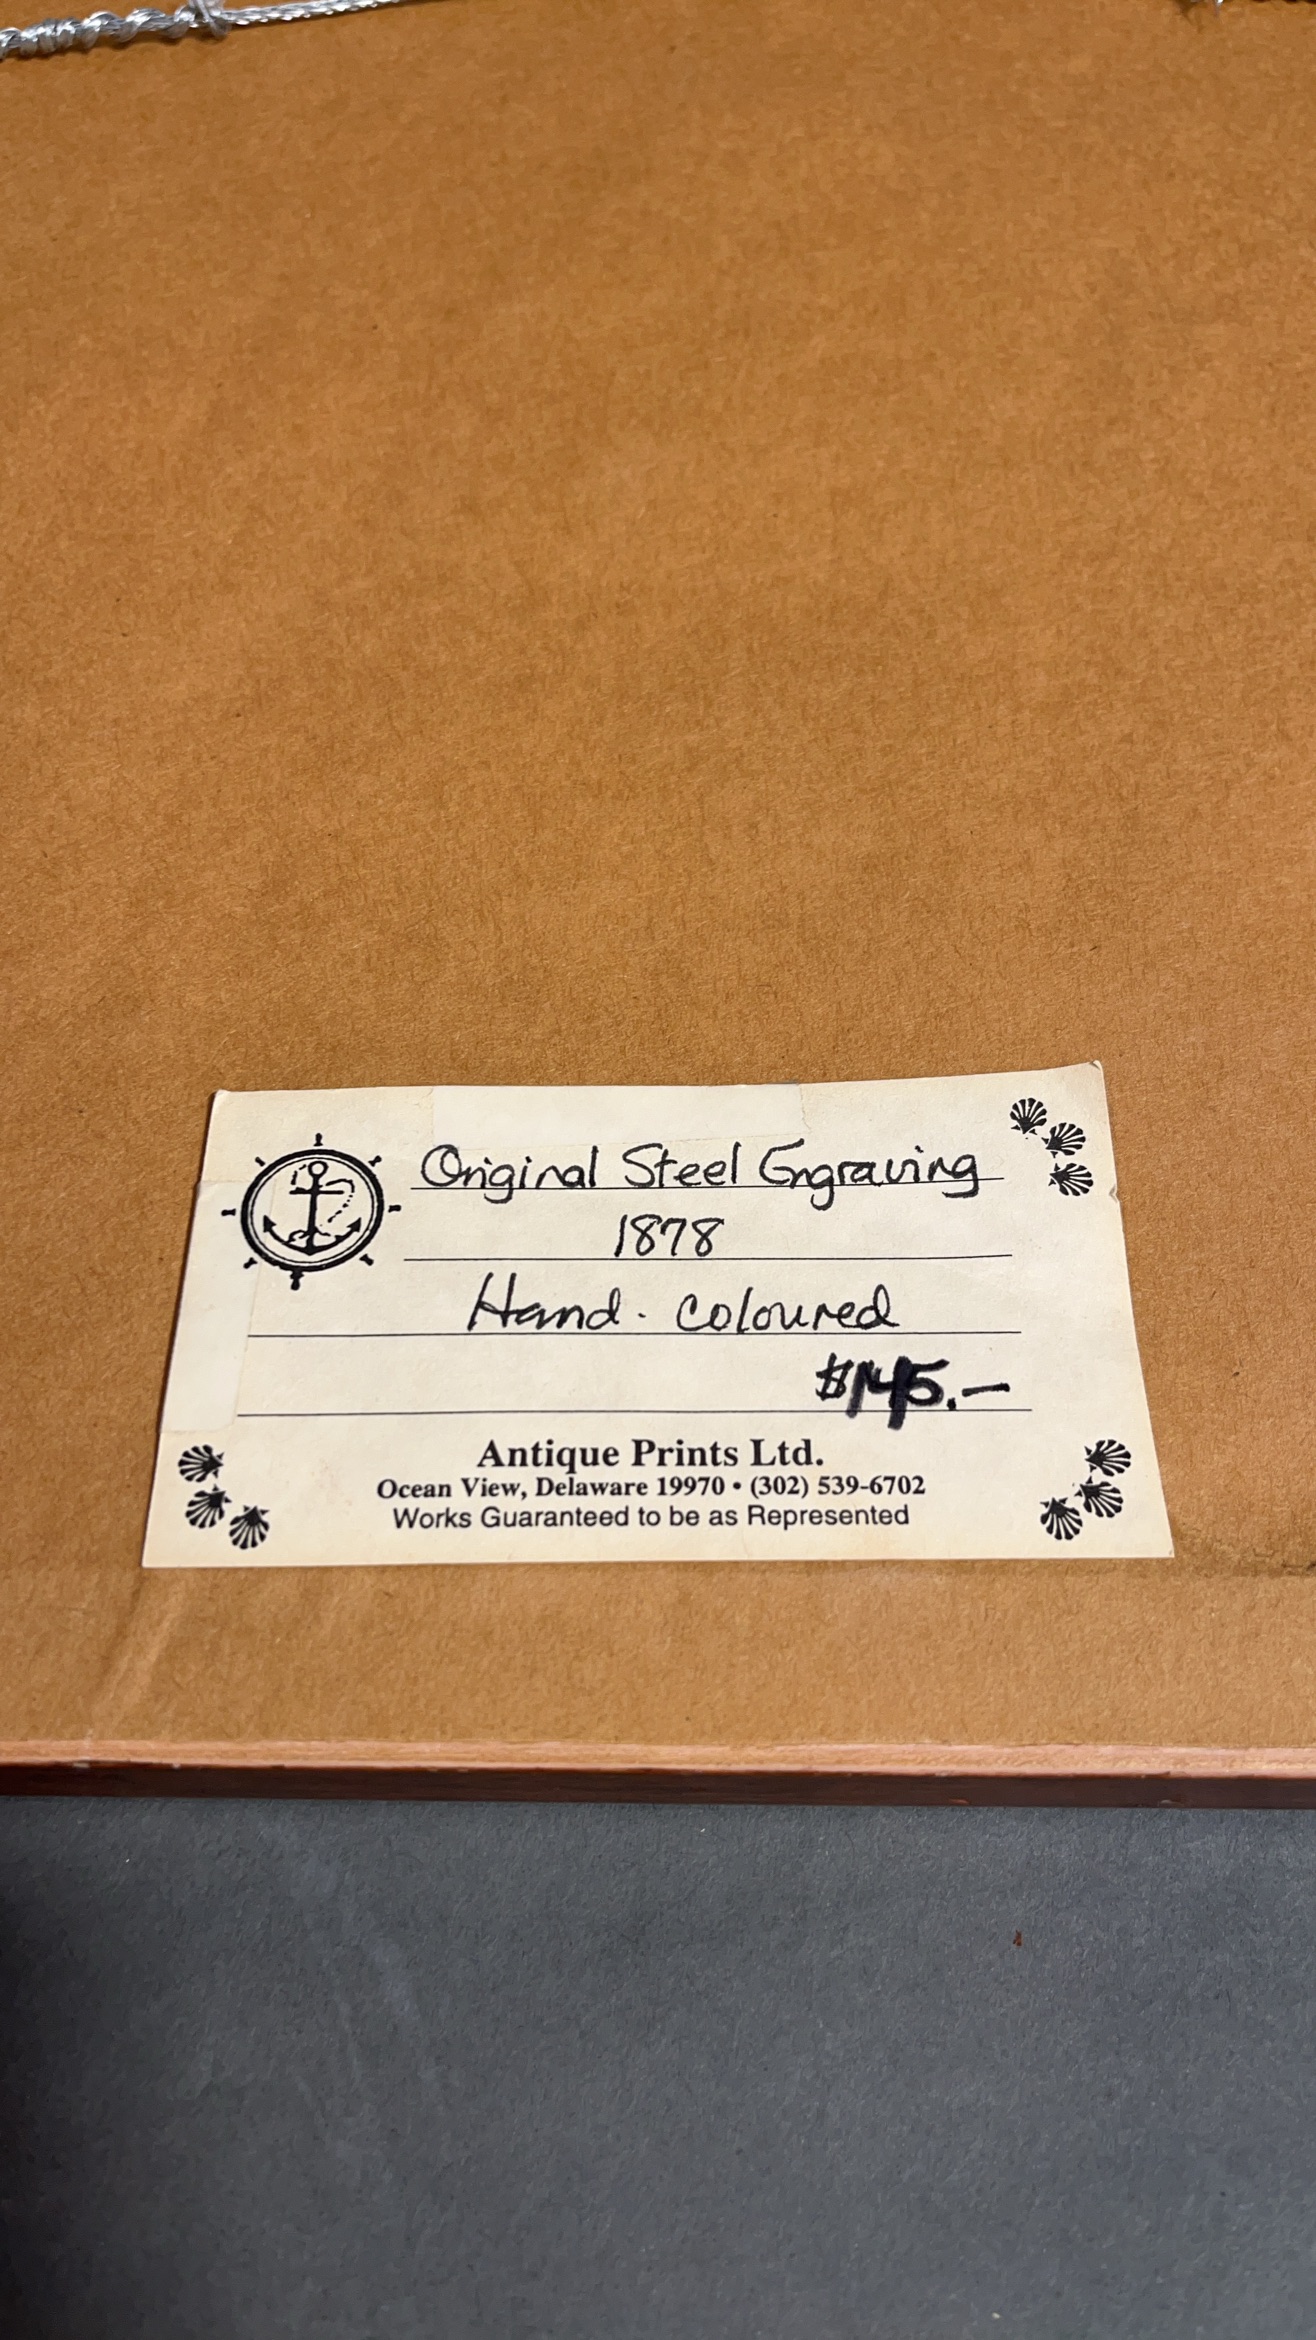 Original Steel Engraving
1878
Hand-coloured
$145.—
Antique Prints Ltd.
Ocean View, Delaware 19970 • (302) 539-6702
Works Guaranteed to be as Represented